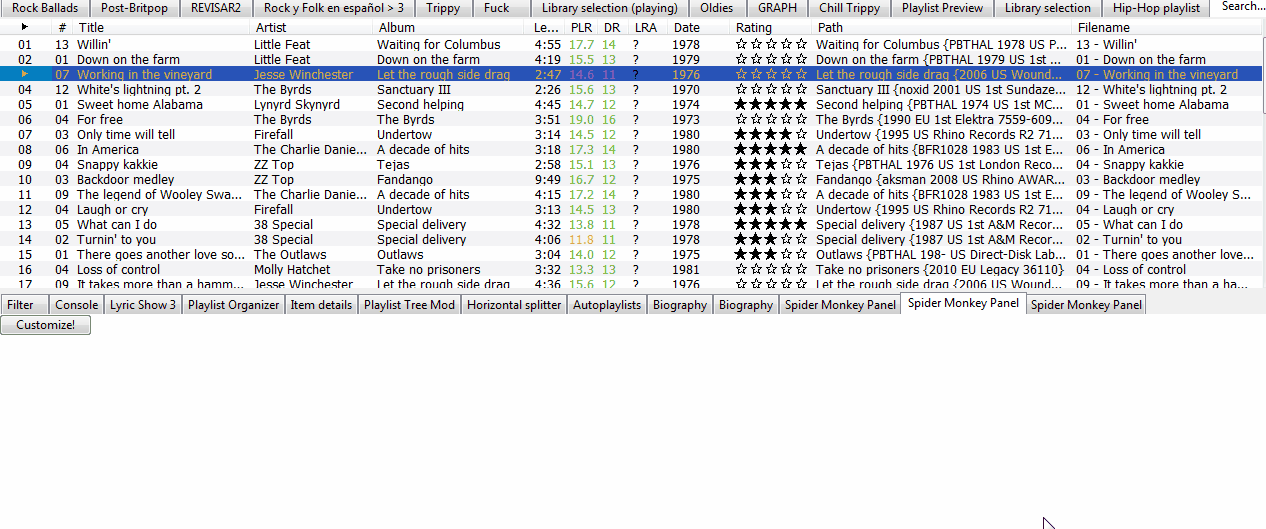 Rock Ballads Post-Britpop REVISAR2 Rock y Folk en español > 3 Trippy Fuck Library selection (playing) Oldies GRAPH Chill Trippy Playlist Preview Library selection Hip-Hop playlist Search...
# Title Artist Album Le... PLR DR LRA Date Rating Path Filename
01 13 Willin' Little Feat Waiting for Columbus 4:55 17.7 14 ? 1978 ☆☆☆☆☆ Waiting for Columbus {PBTHAL 1978 US P... 13 - Willin'
02 01 Down on the farm Little Feat Down on the farm 4:19 15.5 13 ? 1979 ☆☆☆☆☆ Down on the farm {PBTHAL 1979 US 1st ... 01 - Down on the farm
07 Working in the vineyard Jesse Winchester Let the rough side drag 2:47 14.6 11 ? 1976 ☆☆☆☆☆ Let the rough side drag {2006 US Wound... 07 - Working in the vineyard
04 12 White's lightning pt. 2 The Byrds Sanctuary III 2:26 15.6 13 ? 1970 ☆☆☆☆☆ Sanctuary III {noxid 2001 US 1st Sundaze... 12 - White's lightning pt. 2
05 01 Sweet home Alabama Lynyrd Skynyrd Second helping 4:45 14.7 12 ? 1974 ★★★★★ Second helping {PBTHAL 1974 US 1st MC... 01 - Sweet home Alabama
06 04 For free The Byrds The Byrds 3:51 19.0 16 ? 1973 ☆☆☆☆☆ The Byrds {1990 EU 1st Elektra 7559-609... 04 - For free
07 03 Only time will tell Firefall Undertow 3:14 14.5 12 ? 1980 ★★★★☆ Undertow {1995 US Rhino Records R2 71... 03 - Only time will tell
08 06 In America The Charlie Danie... A decade of hits 3:18 17.3 14 ? 1980 ★★★★★ A decade of hits {BFR1028 1983 US 1st E... 06 - In America
09 04 Snappy kakkie ZZ Top Tejas 2:58 15.1 13 ? 1976 ★★★☆☆ Tejas {PBTHAL 1976 US 1st London Reco... 04 - Snappy kakkie
10 03 Backdoor medley ZZ Top Fandango 9:49 16.7 12 ? 1975 ★★★☆☆ Fandango {aksman 2008 US Rhino AWAR... 03 - Backdoor medley
11 09 The legend of Wooley Swa... The Charlie Danie... A decade of hits 4:15 17.2 14 ? 1980 ★★★☆☆ A decade of hits {BFR1028 1983 US 1st E... 09 - The legend of Wooley Swamp
12 04 Laugh or cry Firefall Undertow 3:13 14.5 13 ? 1980 ★★★☆☆ Undertow {1995 US Rhino Records R2 71... 04 - Laugh or cry
13 05 What can I do 38 Special Special delivery 4:32 13.8 11 ? 1978 ★★★★★ Special delivery {1987 US 1st A&M Recor... 05 - What can I do
14 02 Turnin' to you 38 Special Special delivery 4:06 11.8 11 ? 1978 ★★★☆☆ Special delivery {1987 US 1st A&M Recor... 02 - Turnin' to you
15 01 There goes another love so... The Outlaws Outlaws 3:04 14.0 12 ? 1975 ★★★☆☆ Outlaws {PBTHAL 198- US Direct-Disk Lab... 01 - There goes another love...
16 04 Loss of control Molly Hatchet Take no prisoners 3:32 13.3 13 ? 1981 ☆☆☆☆☆ Take no prisoners {2010 EU Legacy 36110} 04 - Loss of control
17 09 It takes more than a hamm... Jesse Winchester Let the rough side drag 4:36 15.6 12 ? 1976 ☆☆☆☆☆ Let the rough side drag {2006 US Wound... 09 - It takes more than a ha...
Filter Console Lyric Show 3 Playlist Organizer Item details Playlist Tree Mod Horizontal splitter Autoplaylists Biography Biography Spider Monkey Panel Spider Monkey Panel Spider Monkey Panel
Customize!